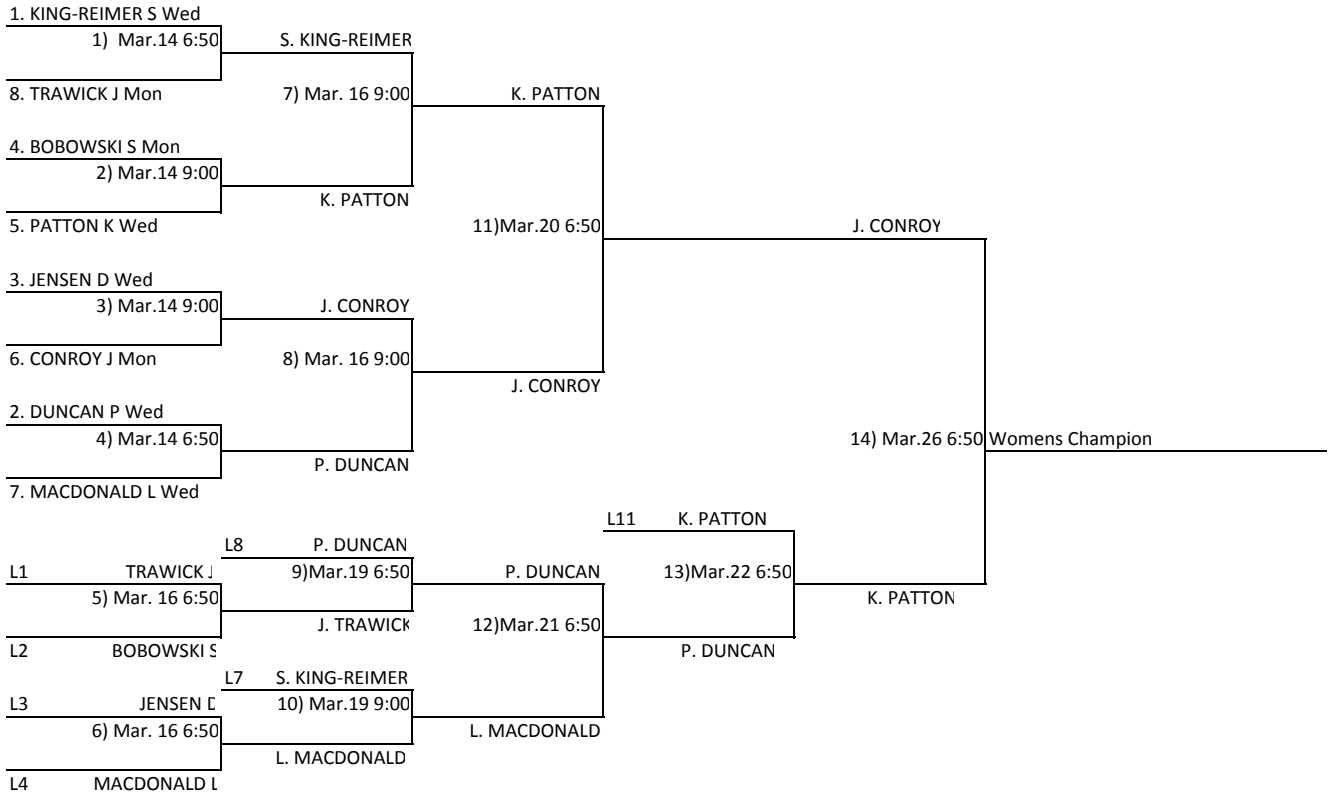 1. KING-REIMER S Wed
1) Mar.14 6:50 S. KING-REIMER
8. TRAWICK J Mon 7) Mar. 16 9:00 K. PATTON
4. BOBOWSKI S Mon
2) Mar.14 9:00
K. PATTON
5. PATTON K Wed 11)Mar.20 6:50 J. CONROY
3. JENSEN D Wed
3) Mar.14 9:00 J. CONROY
6. CONROY J Mon 8) Mar. 16 9:00
J. CONROY
2. DUNCAN P Wed
4) Mar.14 6:50 14) Mar.26 6:50 Womens Champion
P. DUNCAN
7. MACDONALD L Wed
L11 K. PATTON
L8 P. DUNCAN
L1 TRAWICK J 9)Mar.19 6:50 P. DUNCAN 13)Mar.22 6:50
5) Mar. 16 6:50 K. PATTON
J. TRAWICK 12)Mar.21 6:50
L2 BOBOWSKI S P. DUNCAN
L7 S. KING-REIMER
L3 JENSEN D 10) Mar.19 9:00
6) Mar. 16 6:50 L. MACDONALD
L. MACDONALD
L4 MACDONALD L